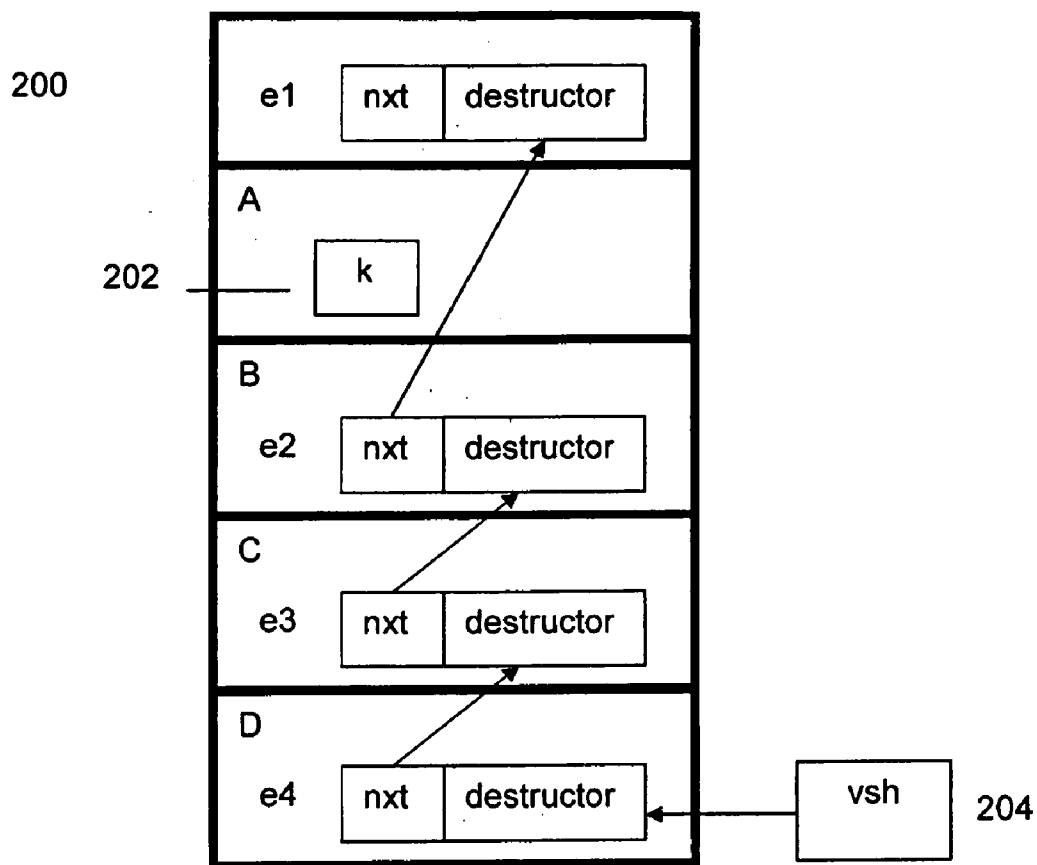 200
e1 nxt destructor
A
202 k
B
e2 nxt destructor
C
e3 nxt destructor
D
e4 nxt destructor
vsh 204